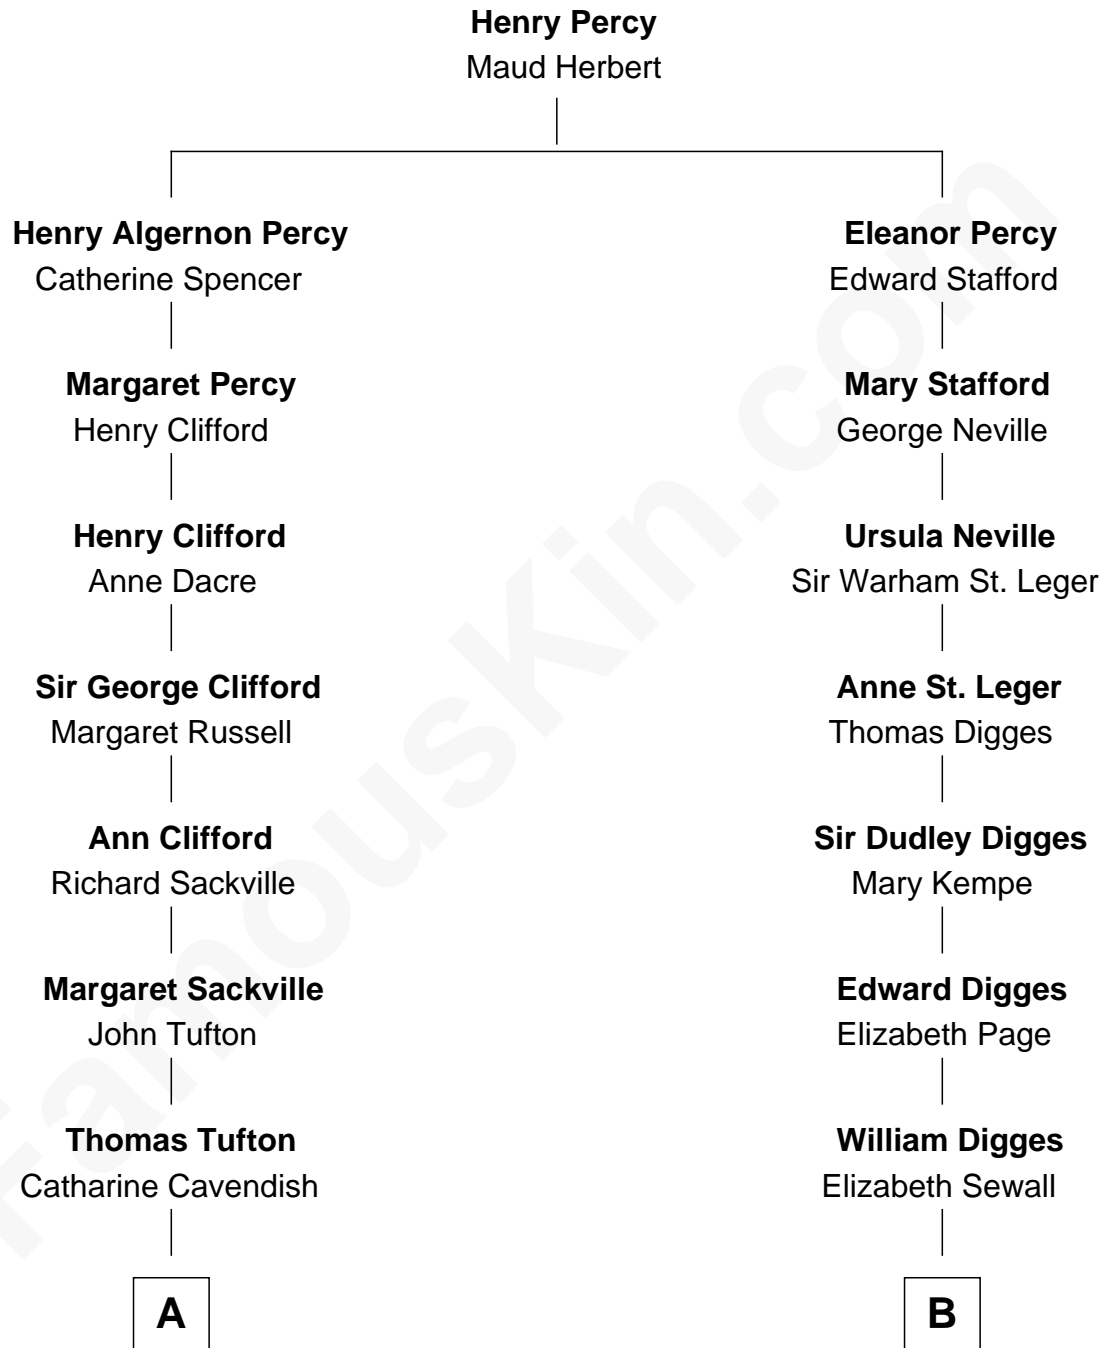 Henry Percy
Maud Herbert
Henry Algernon Percy
Catherine Spencer
Eleanor Percy
Edward Stafford
Margaret Percy
Henry Clifford
Mary Stafford
George Neville
Henry Clifford
Anne Dacre
Ursula Neville
Sir Warham St. Leger
Sir George Clifford
Margaret Russell
Anne St. Leger
Thomas Digges
Ann Clifford
Richard Sackville
Sir Dudley Digges
Mary Kempe
Margaret Sackville
John Tufton
Edward Digges
Elizabeth Page
Thomas Tufton
Catharine Cavendish
William Digges
Elizabeth Sewall
A
B
FamousKin.com